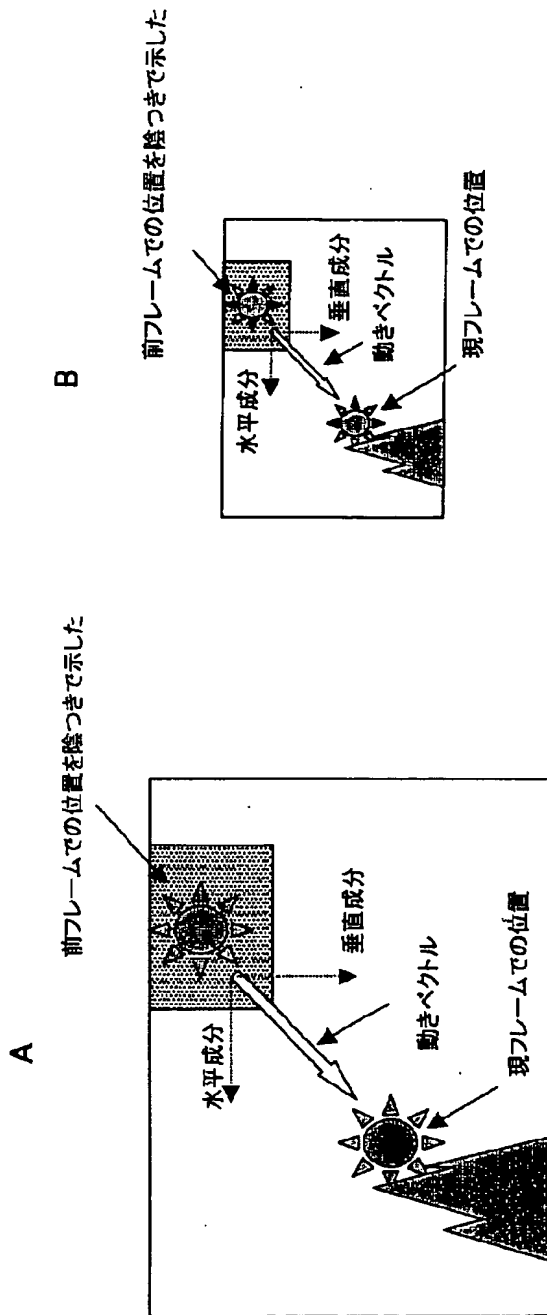 A
前フレームでの位置を陰つきで示した
水平成分
垂直成分
動きベクトル
現フレームでの位置
B
前フレームでの位置を陰つきで示した
水平成分
垂直成分
動きベクトル
現フレームでの位置